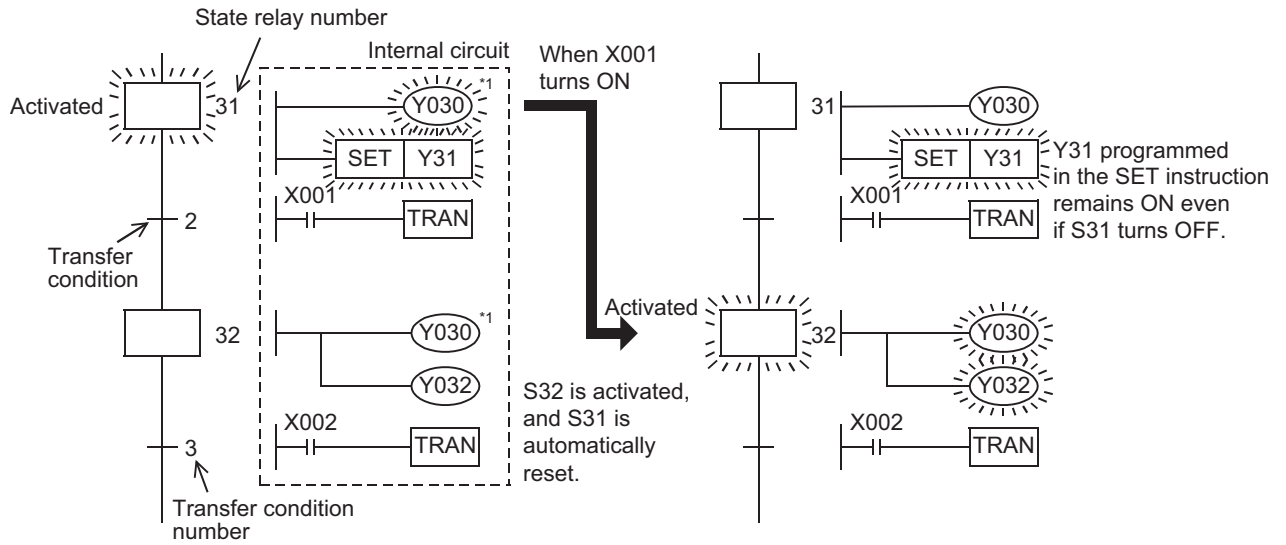 State relay number
Internal circuit
When X001
turns ON
Activated
31
Y030
*1
SET
Y31
X001
TRAN
2
Transfer
condition
32
Y030
*1
Y032
X002
TRAN
3
Transfer condition
number
S32 is activated,
and S31 is
automatically
reset.
31
Y030
SET
Y31
Y31 programmed
in the SET instruction
remains ON even
if S31 turns OFF.
X001
TRAN
Activated
32
Y030
Y032
X002
TRAN